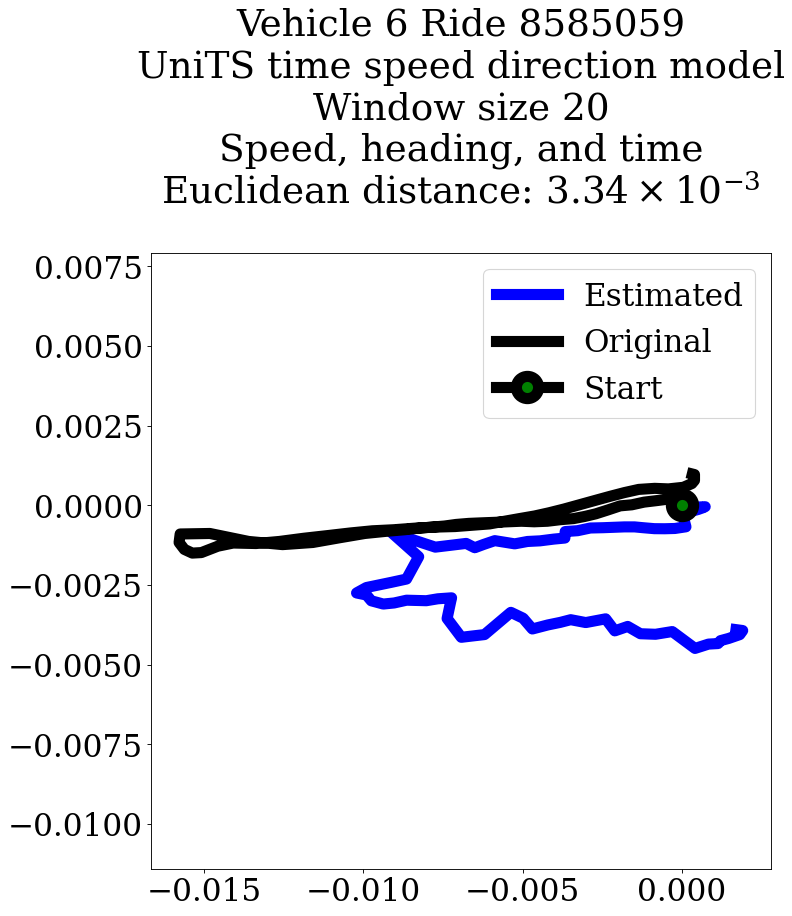 Vehicle 6 Ride 8585059
UniTS time speed direction model
Window size 20
Speed, heading, and time
Euclidean distance: 3.34 × 10⁻³
Estimated
Original
Start
0.0075
0.0050
0.0025
0.0000
−0.0025
−0.0050
−0.0075
−0.0100
−0.015 −0.010 −0.005 0.000